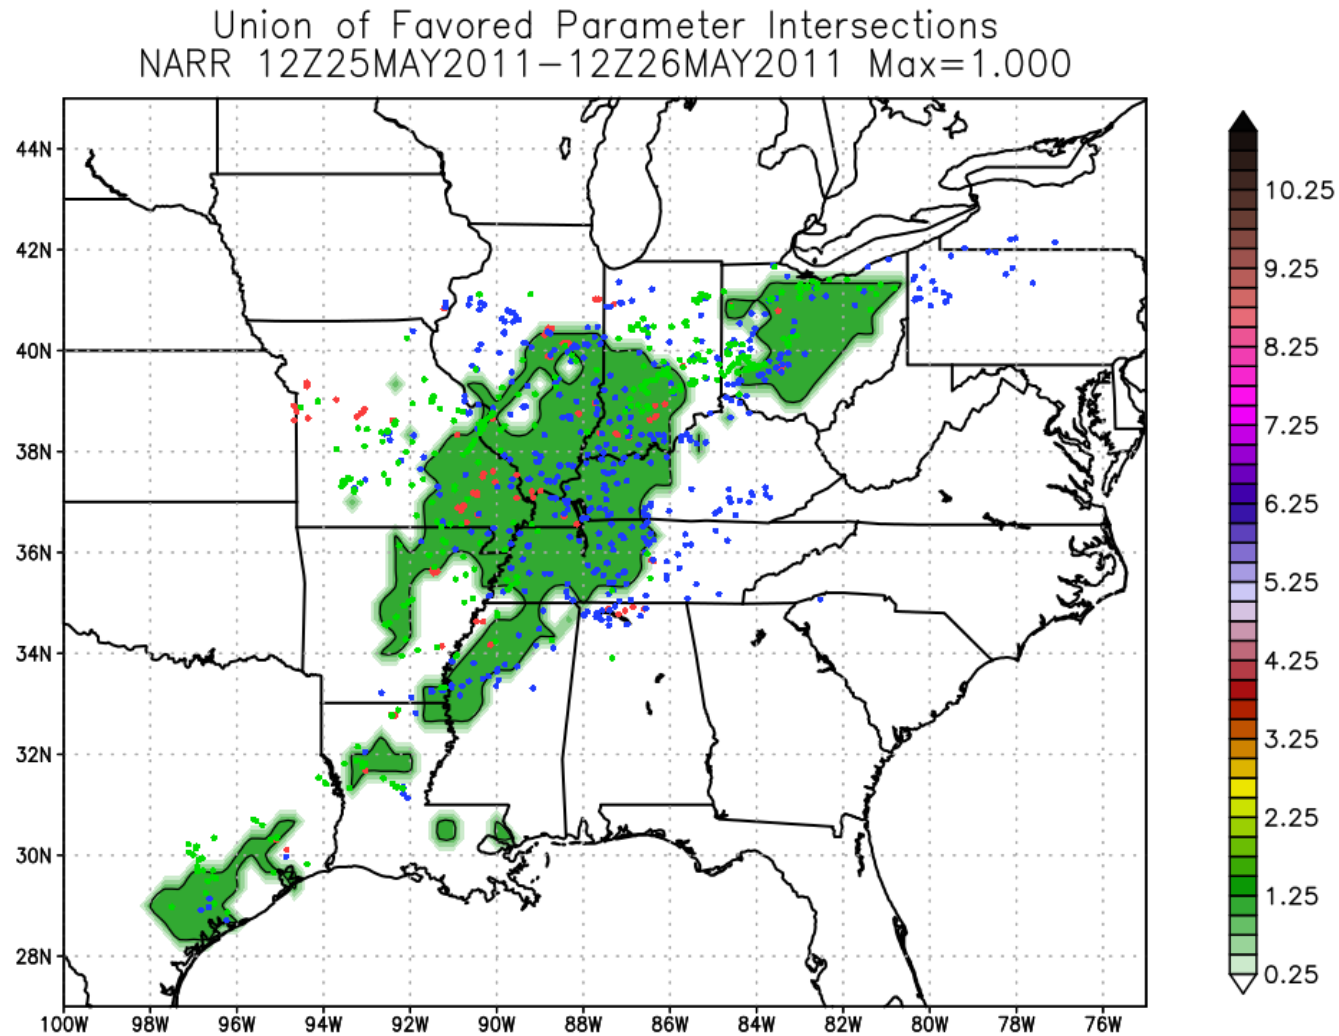 Union of Favored Parameter Intersections
NARR 12Z25MAY2011–12Z26MAY2011 Max=1.000
44N
42N
40N
38N
36N
34N
32N
30N
28N
100W 98W 96W 94W 92W 90W 88W 86W 84W 82W 80W 78W
10.25
9.25
8.25
7.25
6.25
5.25
4.25
3.25
2.25
1.25
0.25